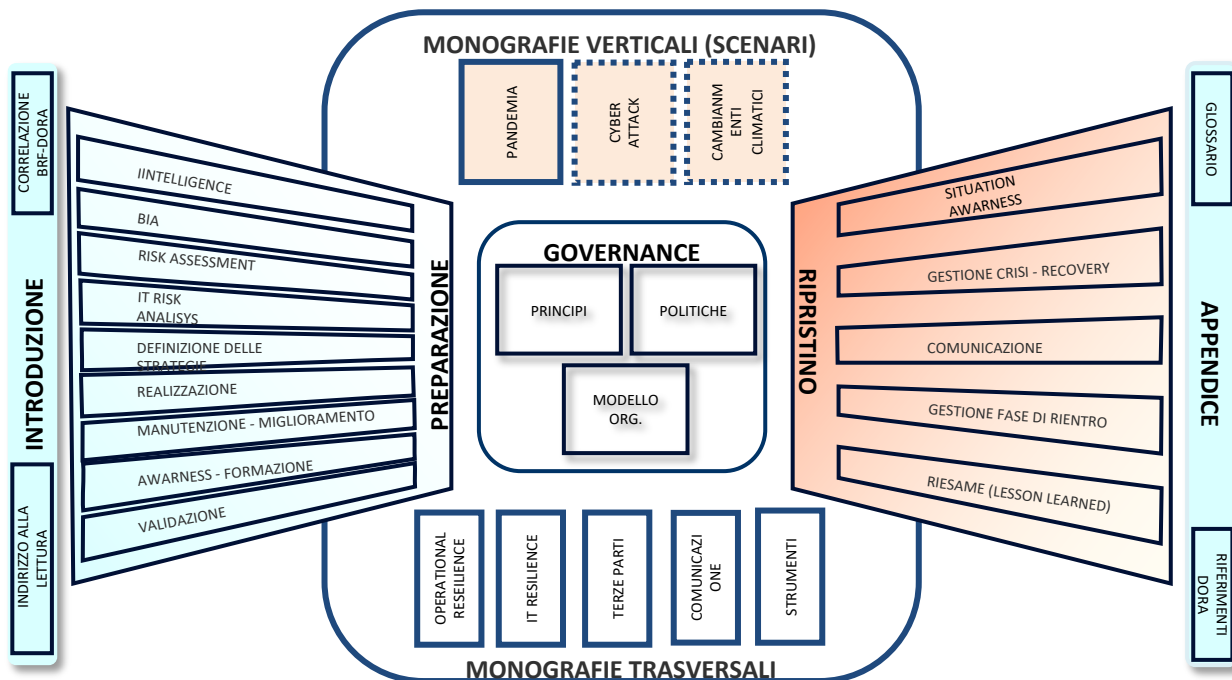 MONOGRAFIE VERTICALI (SCENARI)
PANDEMIA
CYBER
ATTACK
CAMBIANM
ENTI
CLIMATICI
CORRELAZIONE
BRF-DORA
INTRODUZIONE
INDIRIZZO ALLA
LETTURA
IINTELLIGENCE
BIA
RISK ASSESSMENT
IT RISK
ANALISYS
DEFINIZIONE DELLE
STRATEGIE
REALIZZAZIONE
MANUTENZIONE - MIGLIORAMENTO
AWARNESS - FORMAZIONE
VALIDAZIONE
PREPARAZIONE
GOVERNANCE
PRINCIPI
POLITICHE
MODELLO
ORG.
RIPRISTINO
SITUATION
AWARNESS
GESTIONE CRISI - RECOVERY
COMUNICAZIONE
GESTIONE FASE DI RIENTRO
RIESAME (LESSON LEARNED)
GLOSSARIO
APPENDICE
RIFERIMENTI
DORA
OPERATIONAL
RESELIENCE
IT RESILIENCE
TERZE PARTI
COMUNICAZI
ONE
STRUMENTI
MONOGRAFIE TRASVERSALI